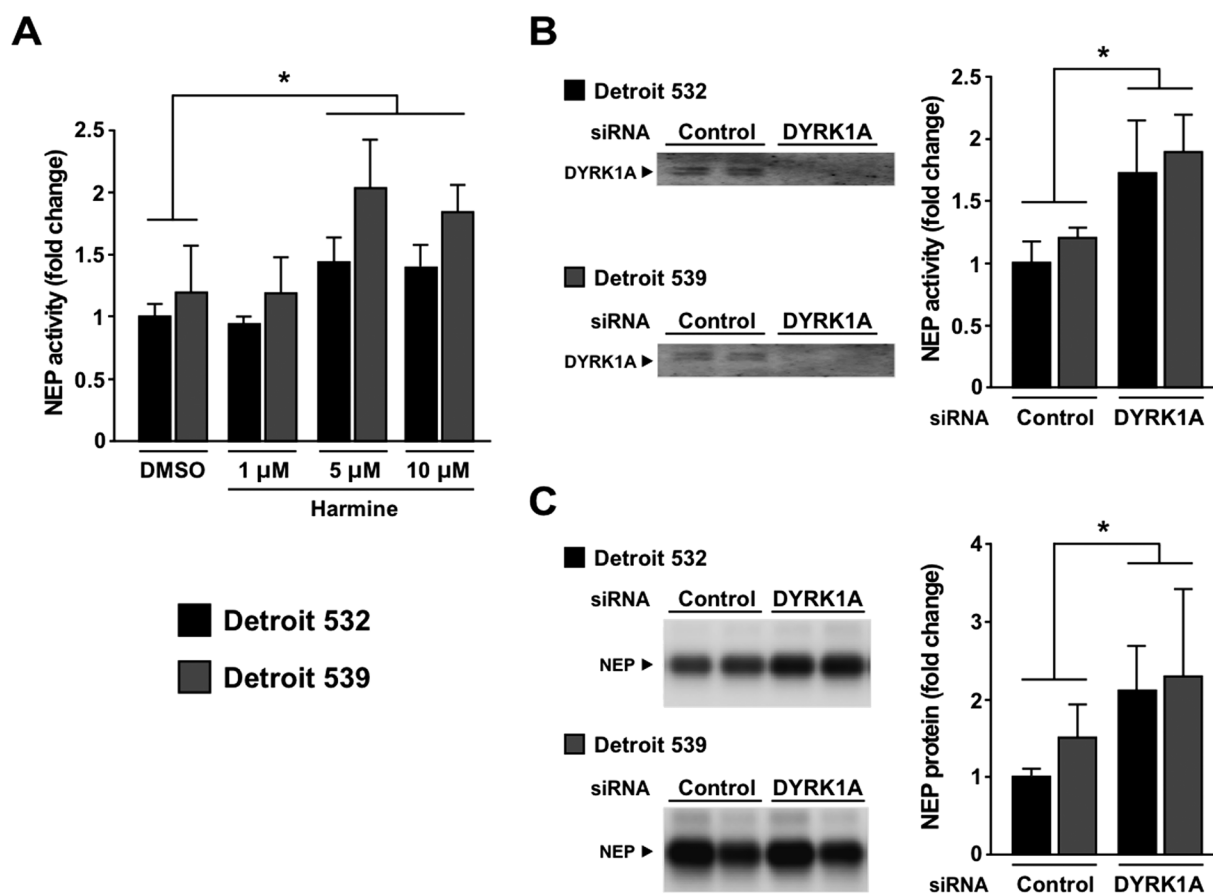 A
*
NEP activity (fold change)
2.5
2
1.5
1
0.5
0
DMSO
1 µM
5 µM
10 µM
Harmine
Detroit 532
Detroit 539
B
Detroit 532
siRNA Control DYRK1A
DYRK1A
Detroit 539
siRNA Control DYRK1A
DYRK1A
*
NEP activity (fold change)
2.5
2
1.5
1
0.5
0
siRNA Control DYRK1A
C
Detroit 532
siRNA Control DYRK1A
NEP
Detroit 539
siRNA Control DYRK1A
NEP
*
NEP protein (fold change)
4
3
2
1
0
siRNA Control DYRK1A